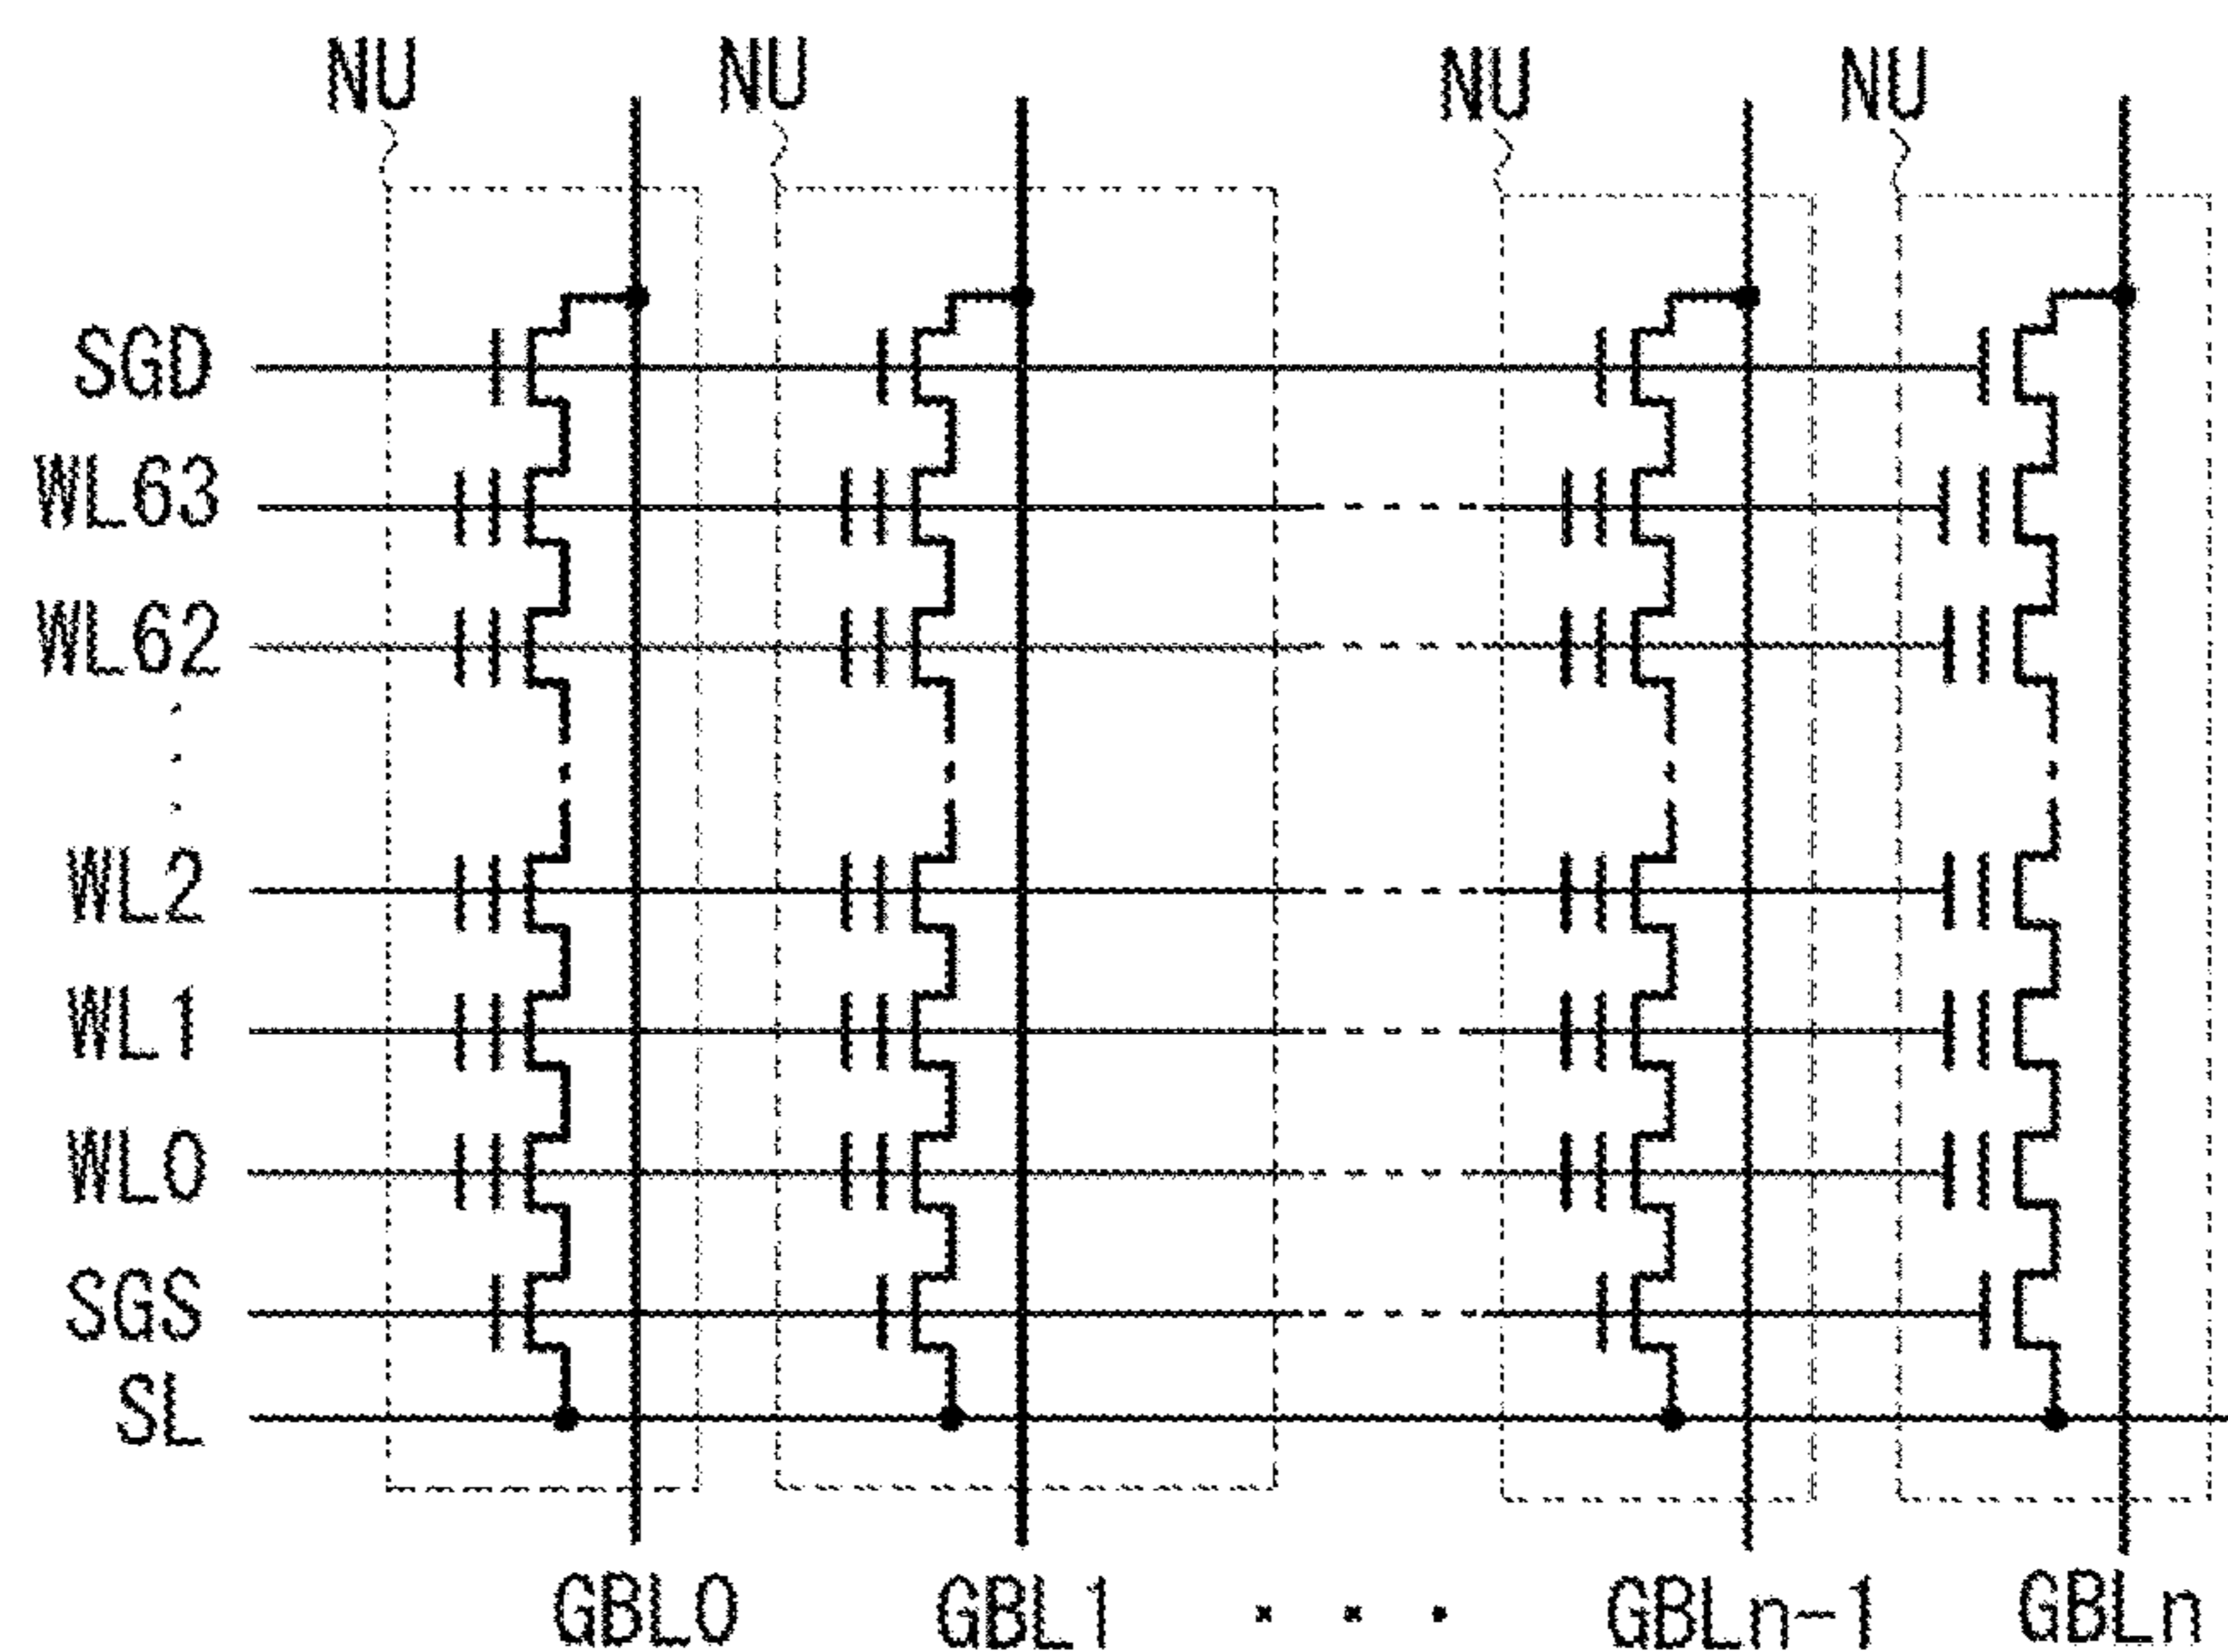 NU NU NU NU
SGD
WL63
WL62
WL2
WL1
WL0
SGS
SL
GBL0 GBL1 ・・・ GBLn-1 GBLn